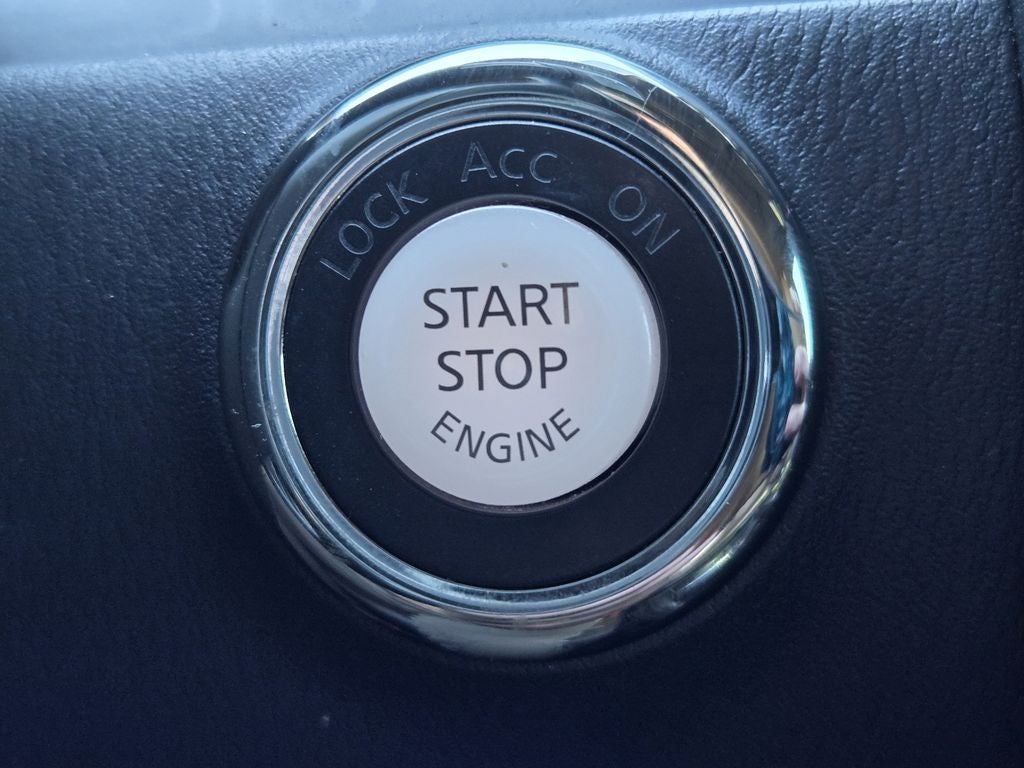 LOCK Acc ON
START
STOP
ENGINE